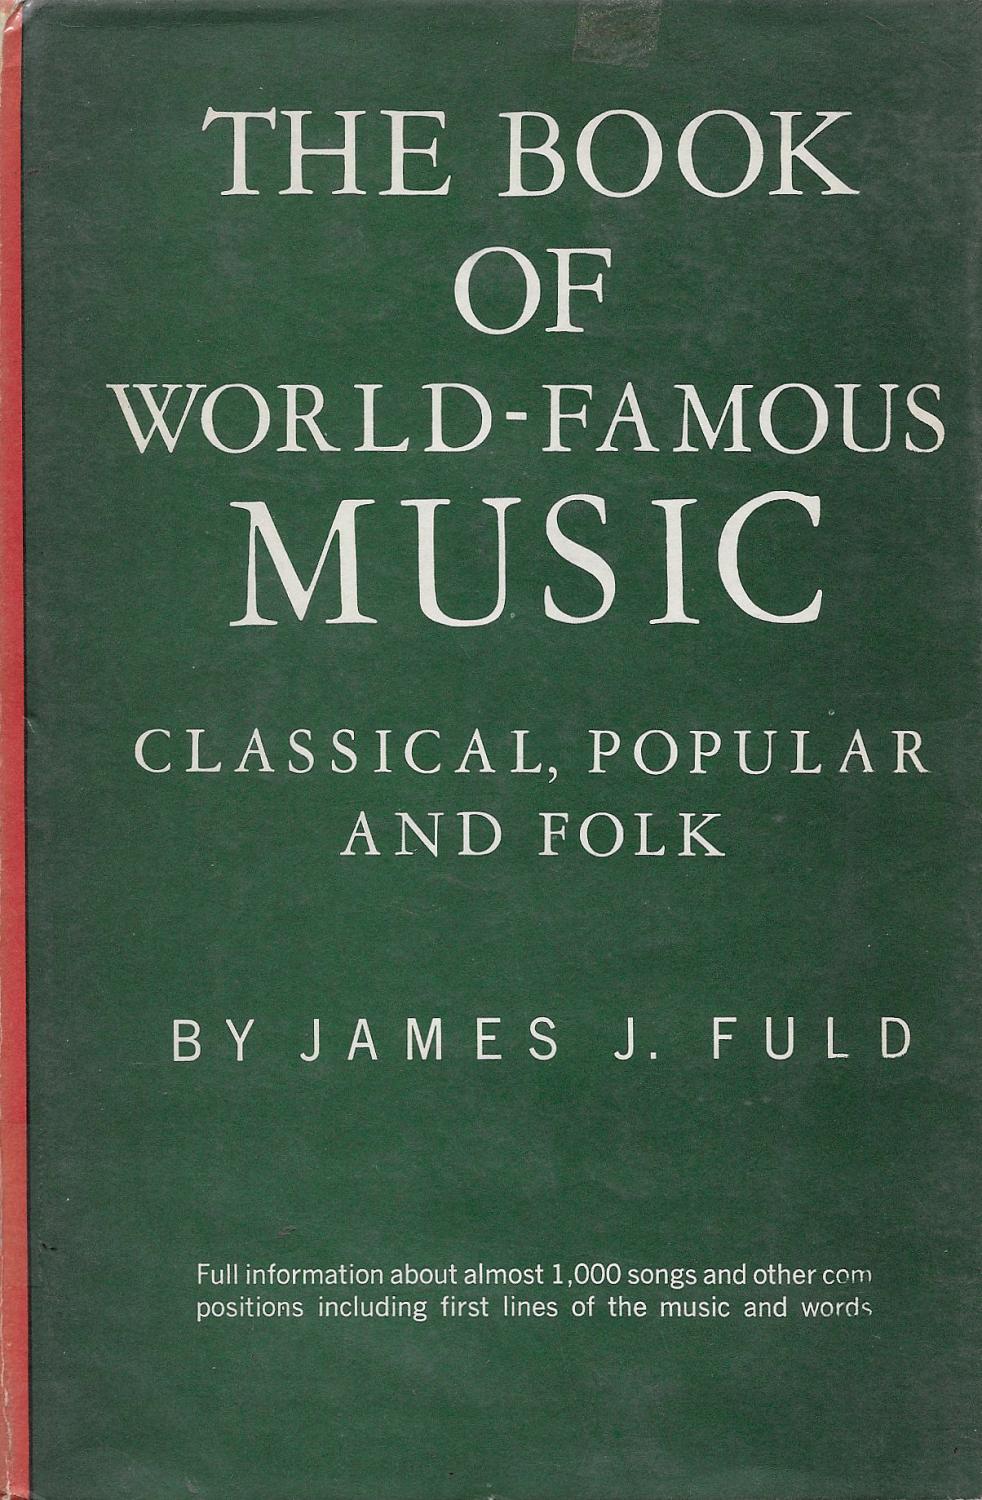 THE BOOK
OF
WORLD-FAMOUS
MUSIC
CLASSICAL, POPULAR
AND FOLK
BY JAMES J. FULD
Full information about almost 1,000 songs and other com
positions including first lines of the music and words